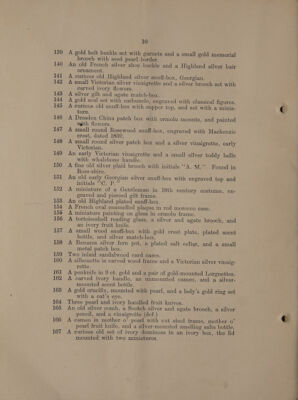 10
139 A gold belt buckle set with garnets and a small gold memorial
brooch with seed pearl border.
140 An old French silver shoe buckle and a Highland silver hair
ornament.
141 A curious old Highland silver snuff-box, Georgian.
142 A small Victorian silver vinaigrette and a silver brooch set with
carved ivory flowers.
143 A silver gilt and agate match-box.
144 A gold seal set with carbuncle, engraved with classical figures.
145 A curious old snuff-box with copper top, and set with a minia-
ture.
146 A Dresden China patch box with ormolu mounts, and painted
with flowers.
147 A small round Rosewood snuff-box, engraved with Mackenzie
crest, dated 1839.
148 A small round silver patch box and a silver vinaigrette, early
Victorian.
149 An early Victorian vinaigrette and a small silver toddy ladle
with whalebone handle.
150 A fine old silver plaid brooch with initials "A. M." Found in
Ross-shire.
151 An old early Georgian silver snuff-box with engraved top and
initials "C. P."
152 A miniature of a Gentleman in 18th century costume, en-
graved and pierced gilt frame.
153 An old Highland plated snuff-box
154 A French oval enamelled plaque in red morocco case.
155 A miniature painting on glass in ormolu frame.
156 A tortoiseshell reading glass, a silver and agate brooch, and
an ivory fruit knife.
157 A small wood snuff-box with gold crest plate, plated scent
bottle, and silver match-box.
158 A Benares silver fern pot, a plated salt cellar, and a small
metal patch box.
159 Two inlaid sandalwood card cases.
160 A silhouette in carved wood frame and a Victorian silver vinaig-
rette.
161 A penknife in 9 ct. gold and a pair of gold-mounted Lorgnettes.
162 A carved ivory handle, an unmounted cameo, and a silver-
mounted scent bottle.
163 A gold crucifix, mounted with pearl, and a lady's gold ring set
with a cat's eye.
164 Three pearl and ivory handled fruit knives.
165 An old silver roach, a Scotch silver and agate brooch, a silver
pencil, and a vinaigrette (def.)
166 A cameo in mother o' pearl with cut steel frame, mother o'
pearl fruit knife, and a silver-mounted smelling salts bottle.
167 A curious old set of ivory dominoes in an ivory box, the lid
mounted with two miniatures.